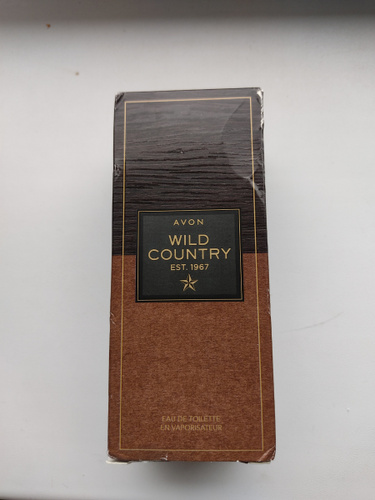 AVON
WILD
COUNTRY
EST. 1967
EAU DE TOILETTE
EN VAPORISATEUR